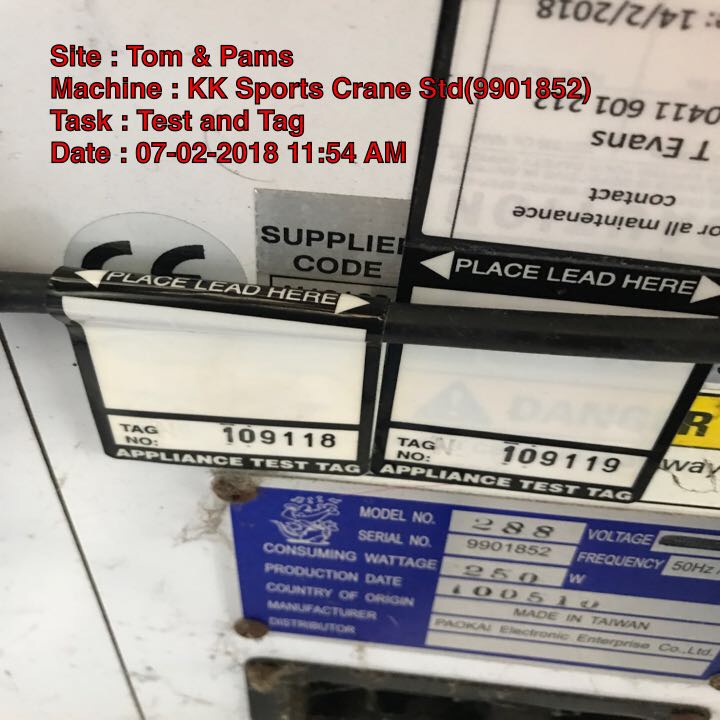 Site : Tom & Pams
Machine : KK Sports Crane Std(9901852)
Task : Test and Tag
Date : 07-02-2018 11:54 AM
: 14/2/2018
0411 601 212
T Evans
contact
or all maintenance
SUPPLIER
CODE
PLACE LEAD HERE
PLACE LEAD HERE
DANGER
TAG NO: 109118
APPLIANCE TEST TAG
TAG NO: 109119
APPLIANCE TEST TAG
MODEL NO. 288
SERIAL NO. 9901852
CONSUMING WATTAGE 250 W
PRODUCTION DATE 100510
COUNTRY OF ORIGIN MADE IN TAIWAN
MANUFACTURER PAOKAI Electronic Enterprise Co.,Ltd.
DISTRIBUTOR
VOLTAGE
FREQUENCY 50Hz